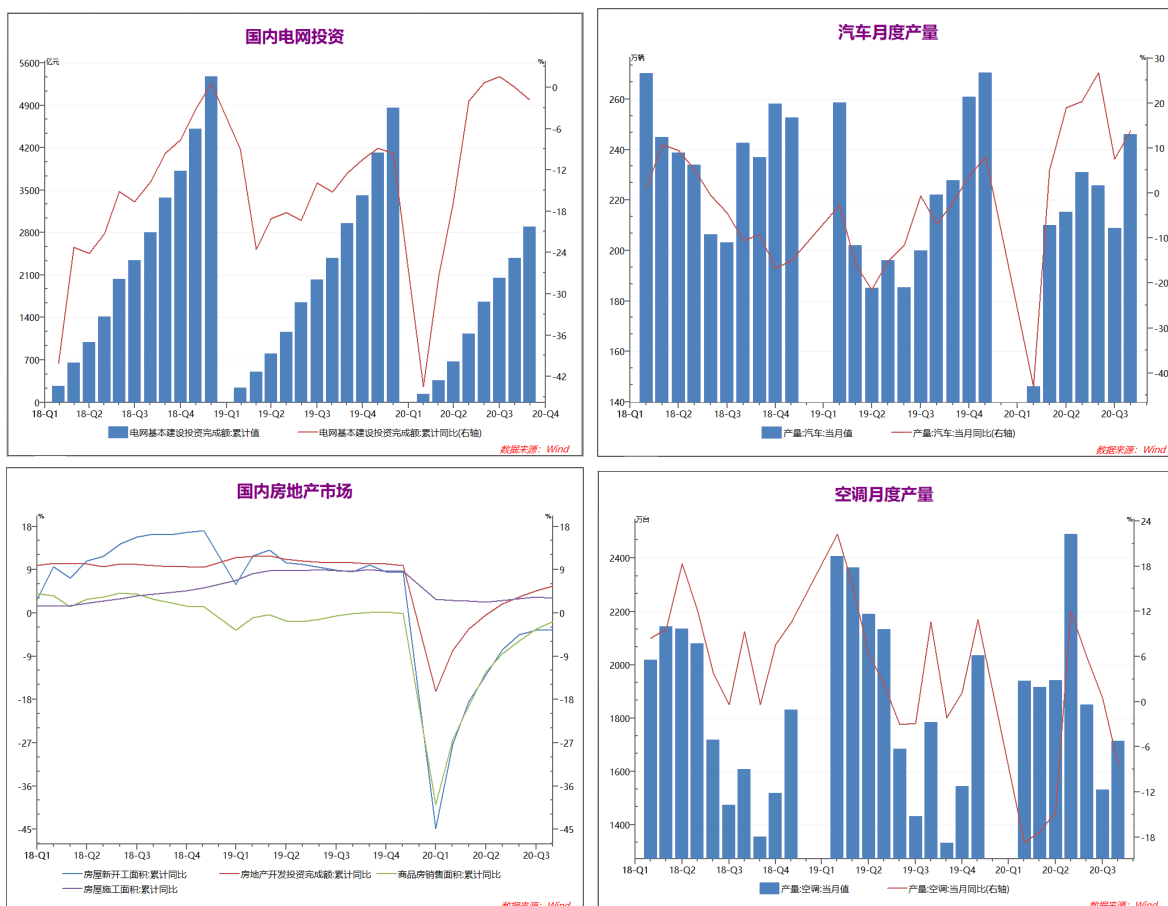 国内电网投资
亿元
%
5600
4900
4200
3500
2800
2100
1400
700
0
0
-6
-12
-18
-24
-30
-36
-42
18-Q1
18-Q2
18-Q3
18-Q4
19-Q1
19-Q2
19-Q3
19-Q4
20-Q1
20-Q2
20-Q3
20-Q4
电网基本建设投资完成额:累计值
电网基本建设投资完成额:累计同比(右轴)
数据来源：Wind
汽车月度产量
万辆
%
260
240
220
200
180
160
140
30
20
10
0
-10
-20
-30
-40
18-Q1
18-Q2
18-Q3
18-Q4
19-Q1
19-Q2
19-Q3
19-Q4
20-Q1
20-Q2
20-Q3
产量:汽车:当月值
产量:汽车:当月同比(右轴)
数据来源：Wind
国内房地产市场
%
%
18
9
0
-9
-18
-27
-36
-45
18
9
0
-9
-18
-27
-36
-45
18-Q1
18-Q2
18-Q3
18-Q4
19-Q1
19-Q2
19-Q3
19-Q4
20-Q1
20-Q2
20-Q3
房屋新开工面积:累计同比
房地产开发投资完成额:累计同比
商品房销售面积:累计同比
房屋施工面积:累计同比
数据来源：Wind
空调月度产量
万台
%
2400
2200
2000
1800
1600
1400
24
18
12
6
0
-6
-12
-18
18-Q1
18-Q2
18-Q3
18-Q4
19-Q1
19-Q2
19-Q3
19-Q4
20-Q1
20-Q2
20-Q3
产量:空调:当月值
产量:空调:当月同比(右轴)
数据来源：Wind